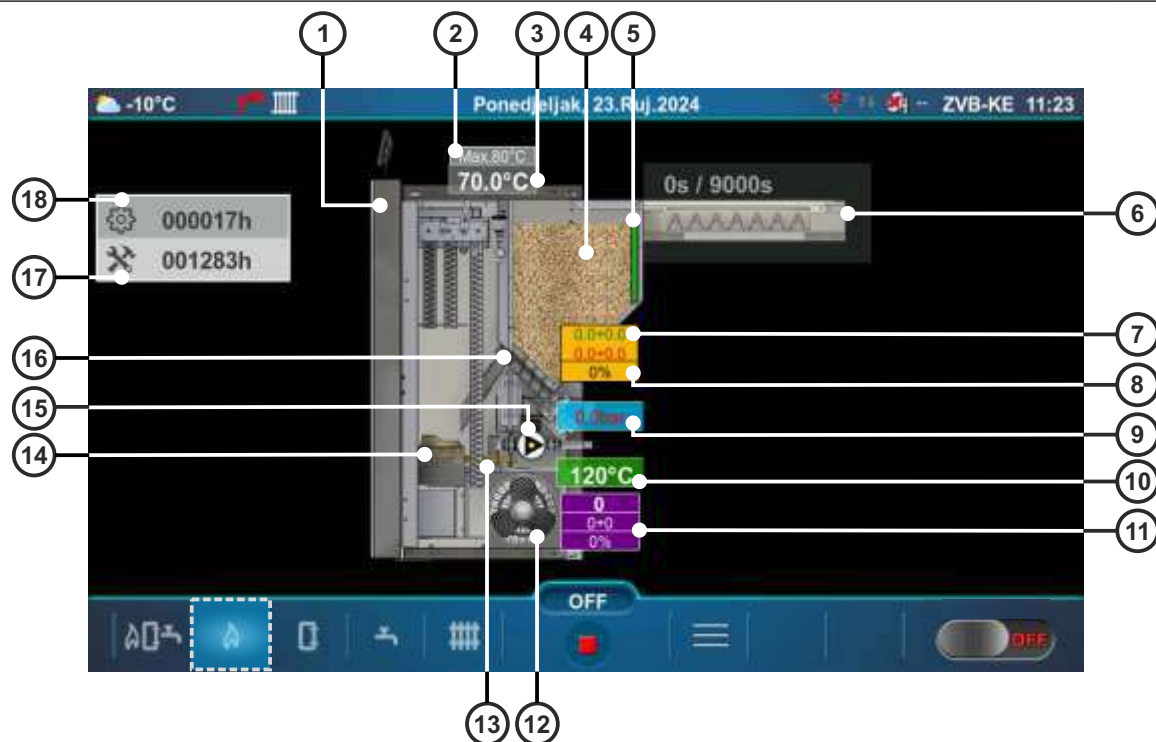 1 2 3 4 5
-10°C Ponedjeljak, 23.Ruj.2024 -- ZVB-KE 11:23
Max.80°C
70.0°C
0s / 9000s
18
000017h
6
17
001283h
0.0+0.0
7
16
0.0+0.0
0%
8
15
0.0bar
9
14
120°C
10
0
0+0
11
0%
OFF
OFF
13 12